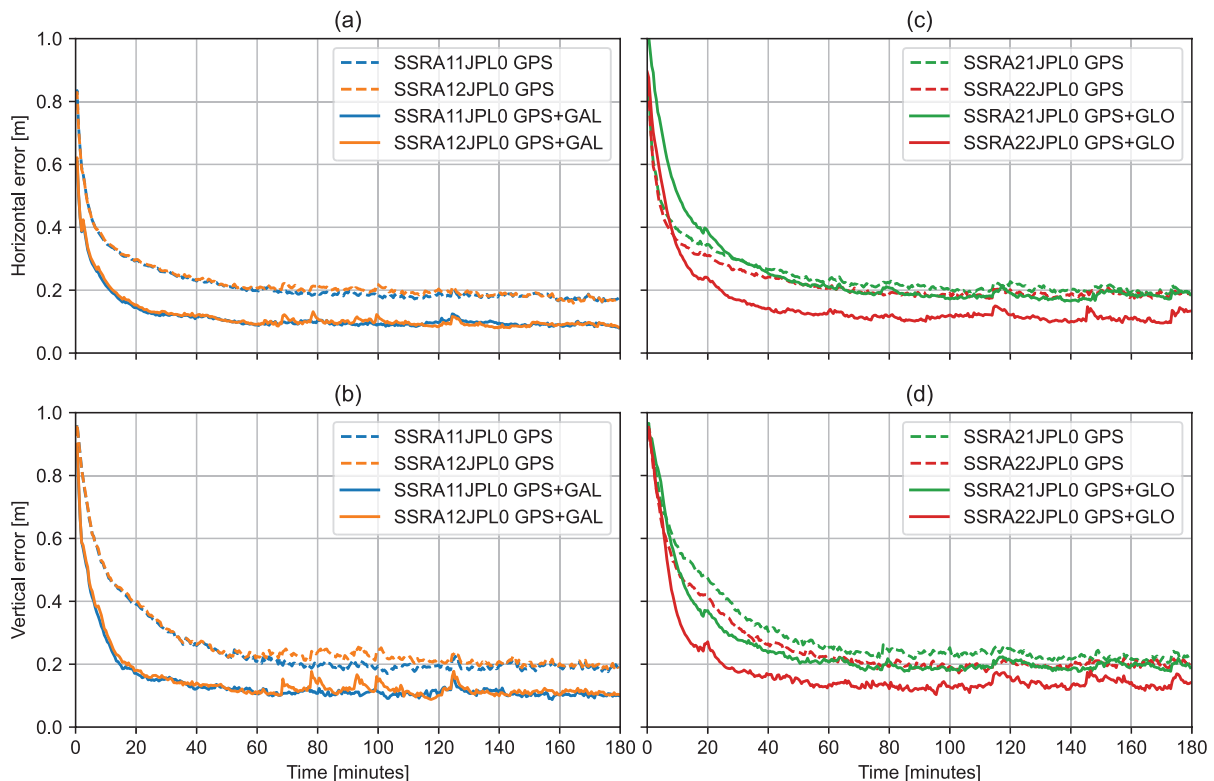 (a)
Horizontal error [m]
1.0
0.8
0.6
0.4
0.2
0.0
SSRA11JPL0 GPS
SSRA12JPL0 GPS
SSRA11JPL0 GPS+GAL
SSRA12JPL0 GPS+GAL
(c)
SSRA21JPL0 GPS
SSRA22JPL0 GPS
SSRA21JPL0 GPS+GLO
SSRA22JPL0 GPS+GLO
(b)
Vertical error [m]
1.0
0.8
0.6
0.4
0.2
0.0
SSRA11JPL0 GPS
SSRA12JPL0 GPS
SSRA11JPL0 GPS+GAL
SSRA12JPL0 GPS+GAL
0 20 40 60 80 100 120 140 160 180
Time [minutes]
(d)
SSRA21JPL0 GPS
SSRA22JPL0 GPS
SSRA21JPL0 GPS+GLO
SSRA22JPL0 GPS+GLO
0 20 40 60 80 100 120 140 160 180
Time [minutes]